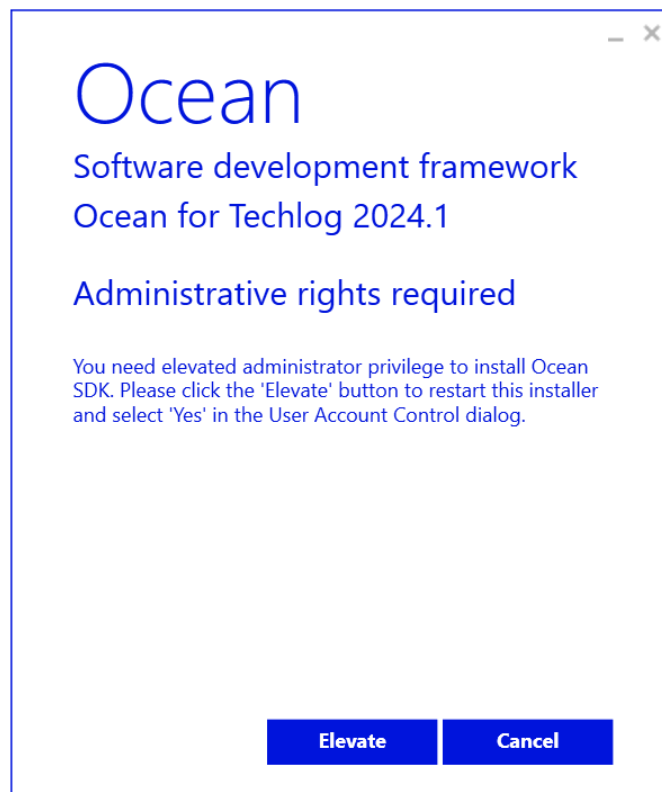 Ocean
Software development framework
Ocean for Techlog 2024.1
Administrative rights required
You need elevated administrator privilege to install Ocean
SDK. Please click the 'Elevate' button to restart this installer
and select 'Yes' in the User Account Control dialog.
Elevate
Cancel